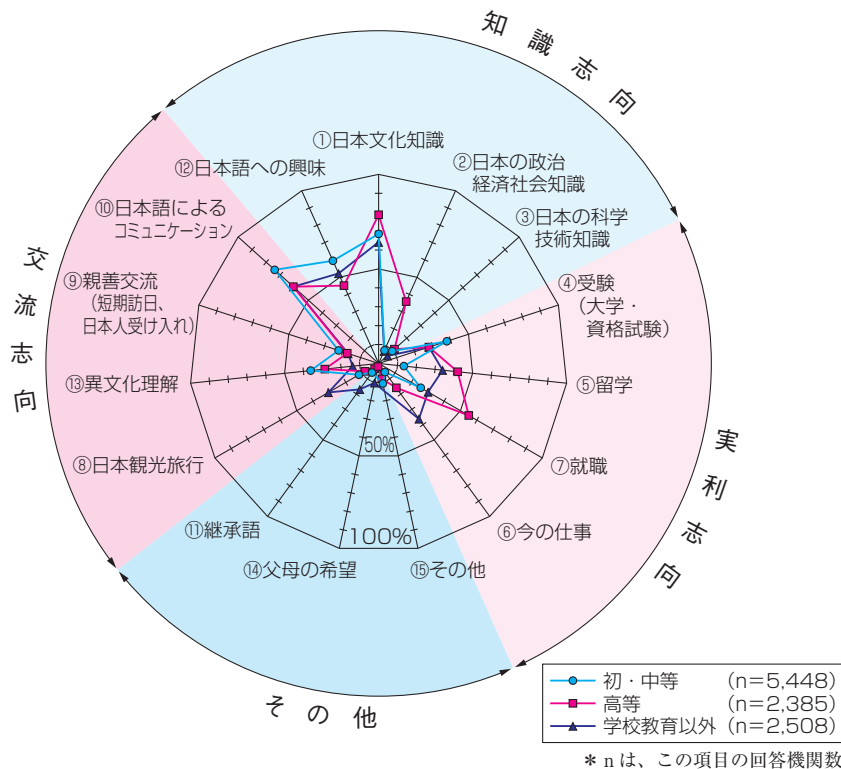 知識志向
①日本文化知識
②日本の政治
経済社会知識
③日本の科学
技術知識
④受験
(大学・
資格試験)
⑤留学
⑦就職
⑥今の仕事
実利志向
⑮その他
⑭父母の希望
⑪継承語
その他
⑧日本観光旅行
⑬異文化理解
⑨親善交流
(短期訪日、
日本人受け入れ)
⑩日本語による
コミュニケーション
⑫日本語への興味
交流志向
50%
100%
初・中等 (n=5,448)
高等 (n=2,385)
学校教育以外 (n=2,508)
* n は、この項目の回答機関数